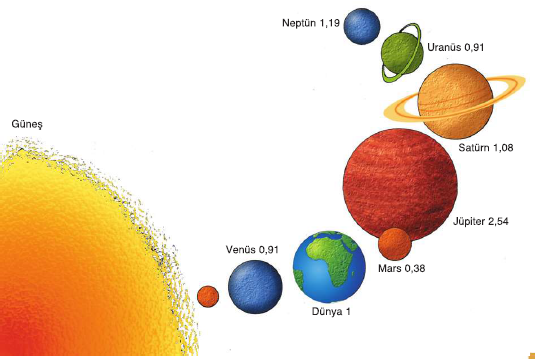 Neptün 1,19
Uranüs 0,91
Satürn 1,08
Güneş
Jüpiter 2,54
Venüs 0,91
Mars 0,38
Dünya 1